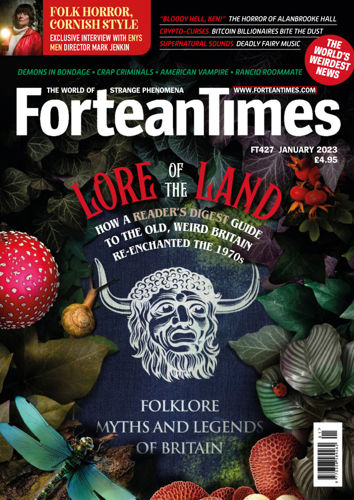 FOLK HORROR,
CORNISH STYLE
EXCLUSIVE INTERVIEW WITH ENYS
MEN DIRECTOR MARK JENKIN
"BLOODY HELL, KEN!" THE HORROR OF ALANBROOKE HALL
CRYPTO-CURSES BITCOIN BILLIONAIRES BITE THE DUST
SUPERNATURAL SOUNDS DEADLY FAIRY MUSIC
THE
WORLD'S
WEIRDEST
NEWS
DEMONS IN BONDAGE • CRAP CRIMINALS • AMERICAN VAMPIRE • RANCID ROOMMATE
THE WORLD OF STRANGE PHENOMENA
WWW.FORTEANTIMES.COM
ForteanTimes
FT427 JANUARY 2023
£4.95
LORE OF THE LAND
HOW A READER'S DIGEST GUIDE
TO THE OLD, WEIRD BRITAIN
RE-ENCHANTED THE 1970s
FOLKLORE
MYTHS AND LEGENDS
OF BRITAIN